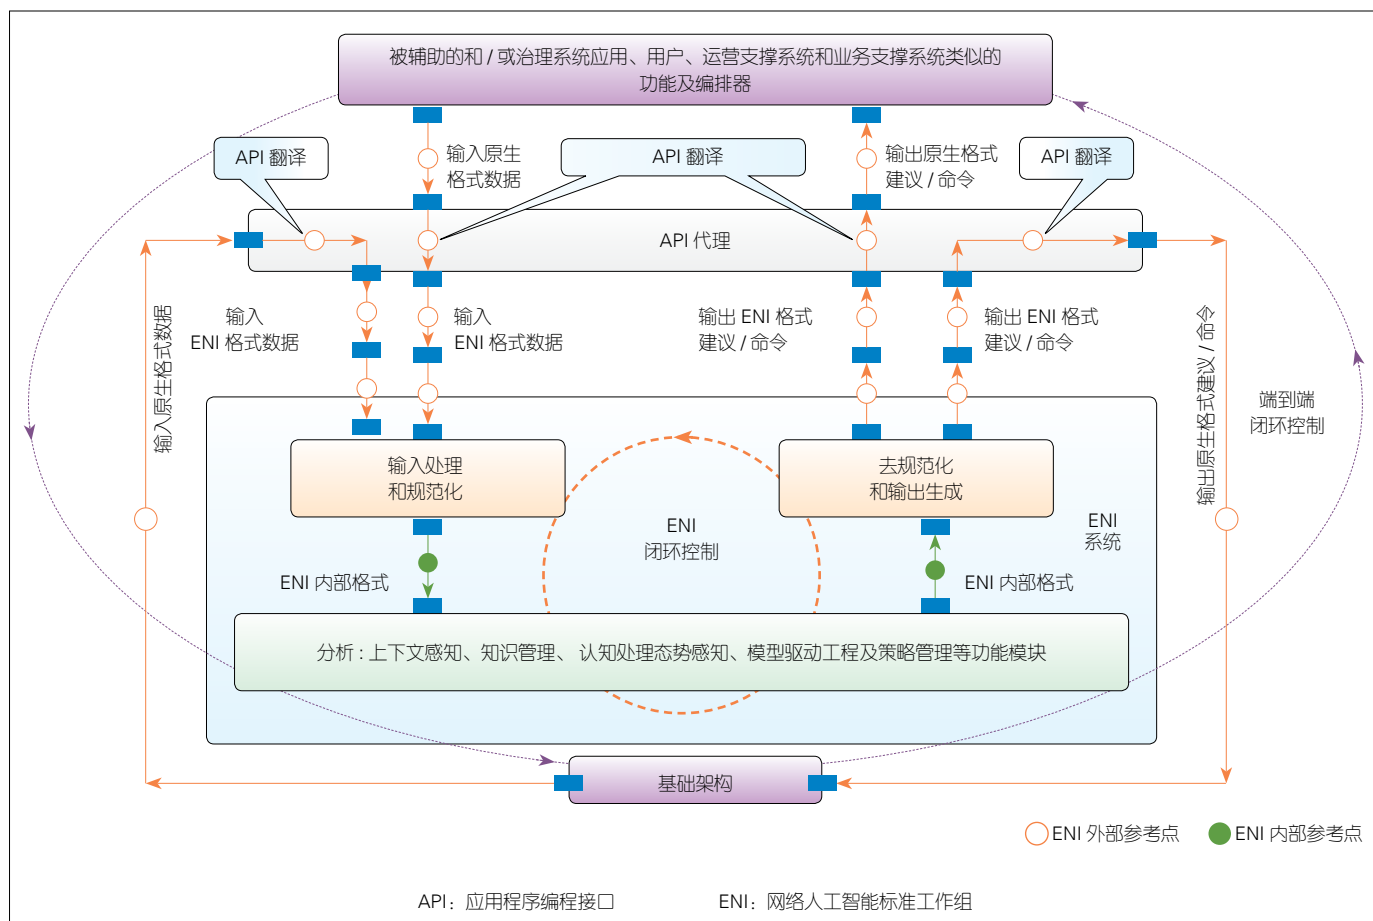 被辅助的和 / 或治理系统应用、用户、运营支撑系统和业务支撑系统类似的
功能及编排器
API 翻译
输入原生
格式数据
API 翻译
输出原生格式
建议 / 命令
API 翻译
API 代理
输入原生格式数据
输入
ENI 格式数据
输入
ENI 格式数据
输出 ENI 格式
建议 / 命令
输出 ENI 格式
建议 / 命令
输出原生格式建议 / 命令
端到端
闭环控制
输入处理
和规范化
去规范化
和输出生成
ENI
闭环控制
ENI
系统
ENI 内部格式
ENI 内部格式
分析 : 上下文感知、知识管理、 认知处理态势感知、模型驱动工程及策略管理等功能模块
基础架构
ENI 外部参考点
ENI 内部参考点
API：应用程序编程接口
ENI：网络人工智能标准工作组